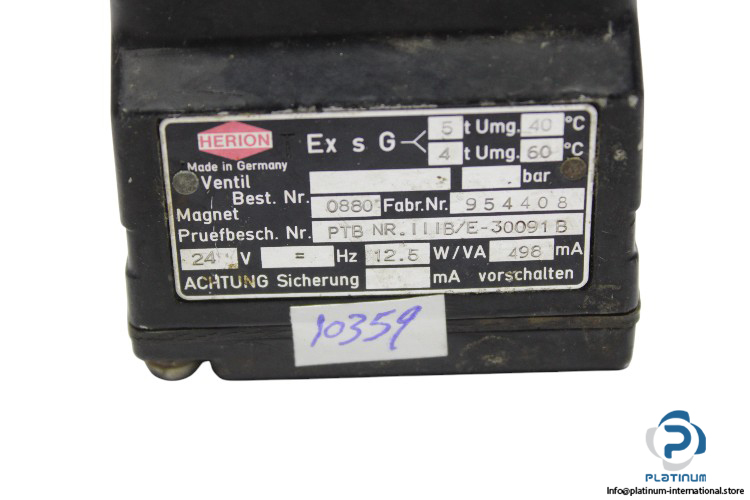 HERION
Made in Germany
Ex s G
5 t Umg. 40 °C
4 t Umg. 60 °C
Ventil bar
Best. Nr. 0880 Fabr.Nr. 954408
Magnet
Pruefbesch. Nr. PTB NR. III B/E-30091 B
24 V = Hz 12.5 W/VA 498 mA
ACHTUNG Sicherung mA vorschalten
10359
PLATINUM
Info@platinum-international.store